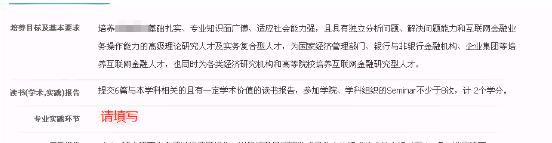 培养目标及基本要求
培养 基础扎实、专业知识面广博、适应社会能力强，且具有独立分析问题、解决问题能力和互联网金融业
务操作能力的高级理论研究人才及实务复合型人才，为国家经济管理部门、银行与非银行金融机构、企业集团等培
养互联网金融人才，也同时为各类经济研究机构和高等院校培养互联网金融研究型人才。
读书(学术,实践)报告
提交6篇与本学科相关的且有一定学术价值的读书报告，参加学院、学科组织的Seminar不少于8次，计 2个学分。
专业实践环节
请填写